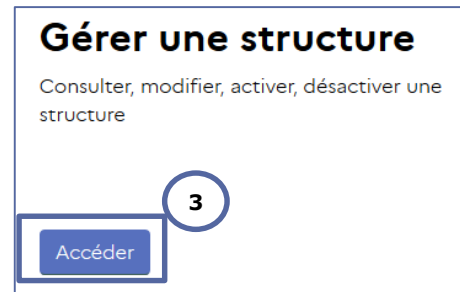 Gérer une structure
Consulter, modifier, activer, désactiver une
structure
3
Accéder